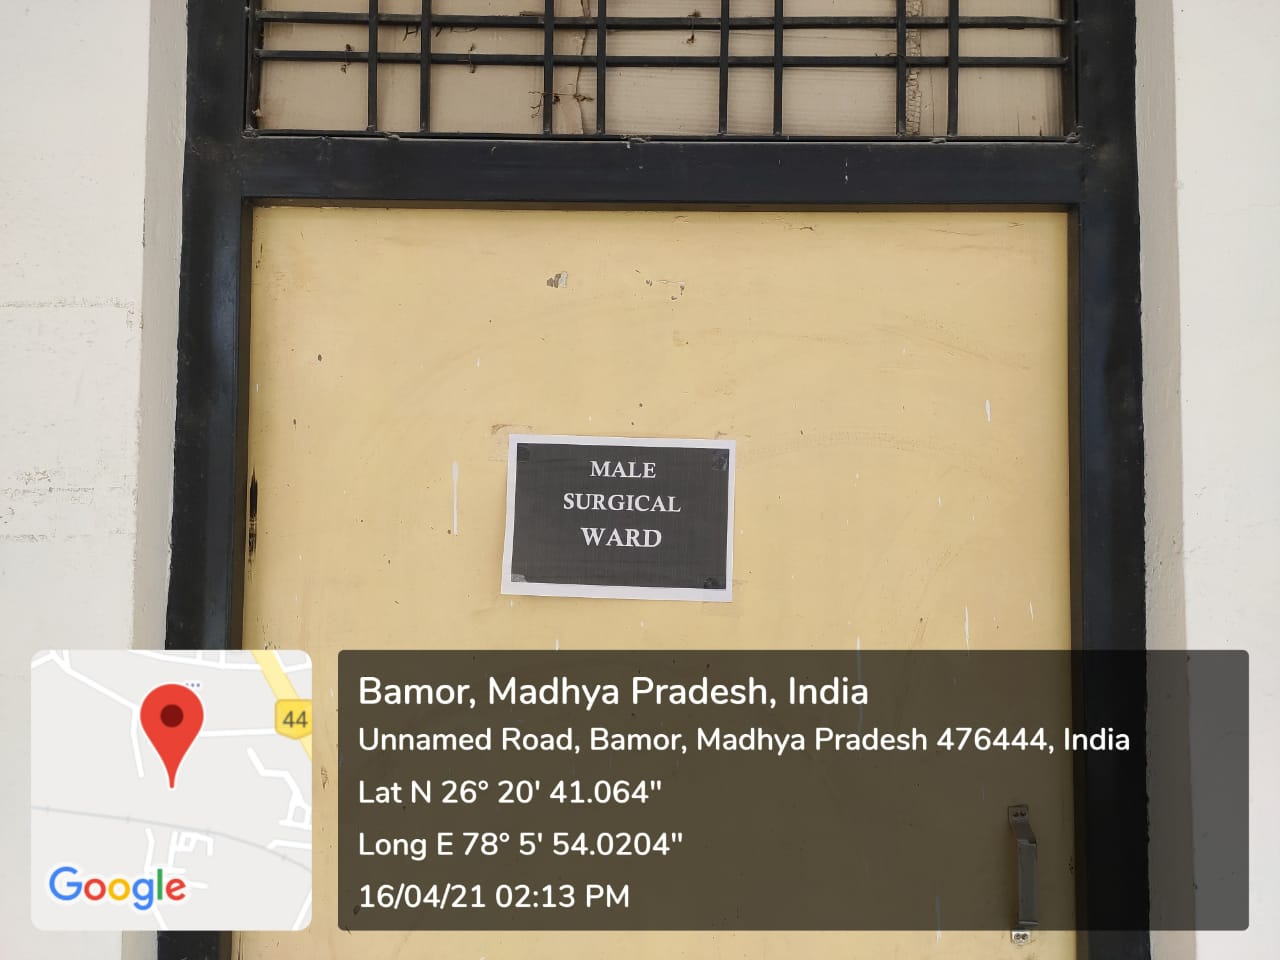 MALE
SURGICAL
WARD
Bamor, Madhya Pradesh, India
Unnamed Road, Bamor, Madhya Pradesh 476444, India
Lat N 26° 20' 41.064"
Long E 78° 5' 54.0204"
16/04/21 02:13 PM
44
Google